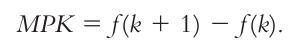 MPK = f(k + 1) − f(k).